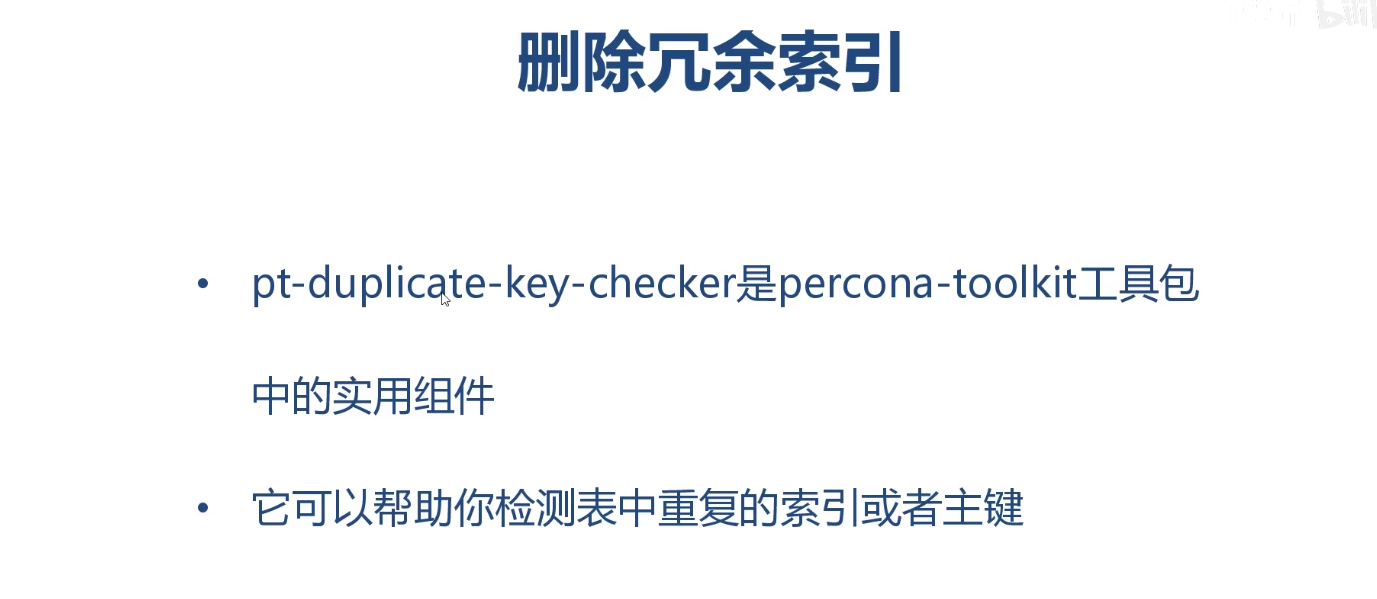 删除冗余索引
• pt-duplicate-key-checker是percona-toolkit工具包
中的实用组件
• 它可以帮助你检测表中重复的索引或者主键